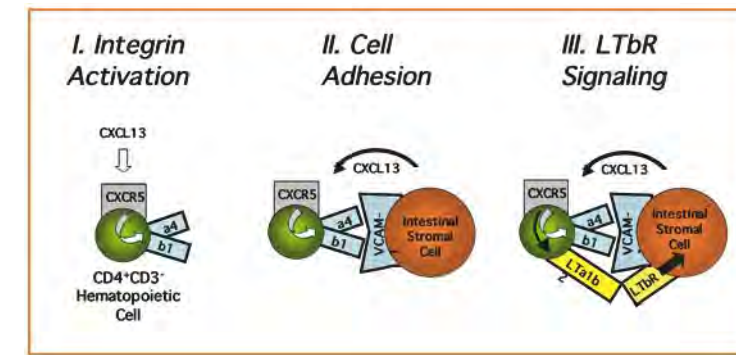 I. Integrin
Activation
II. Cell
Adhesion
III. LTbR
Signaling
CXCL13
CXCR5
a4
b1
CD4+CD3-
Hematopoietic
Cell
CXCL13
CXCR5
a4
b1
VCAM-
Intestinal
Stromal
Cell
CXCL13
CXCR5
a4
b1
VCAM-
Intestinal
Stromal
Cell
LTa1b
2
LTbR